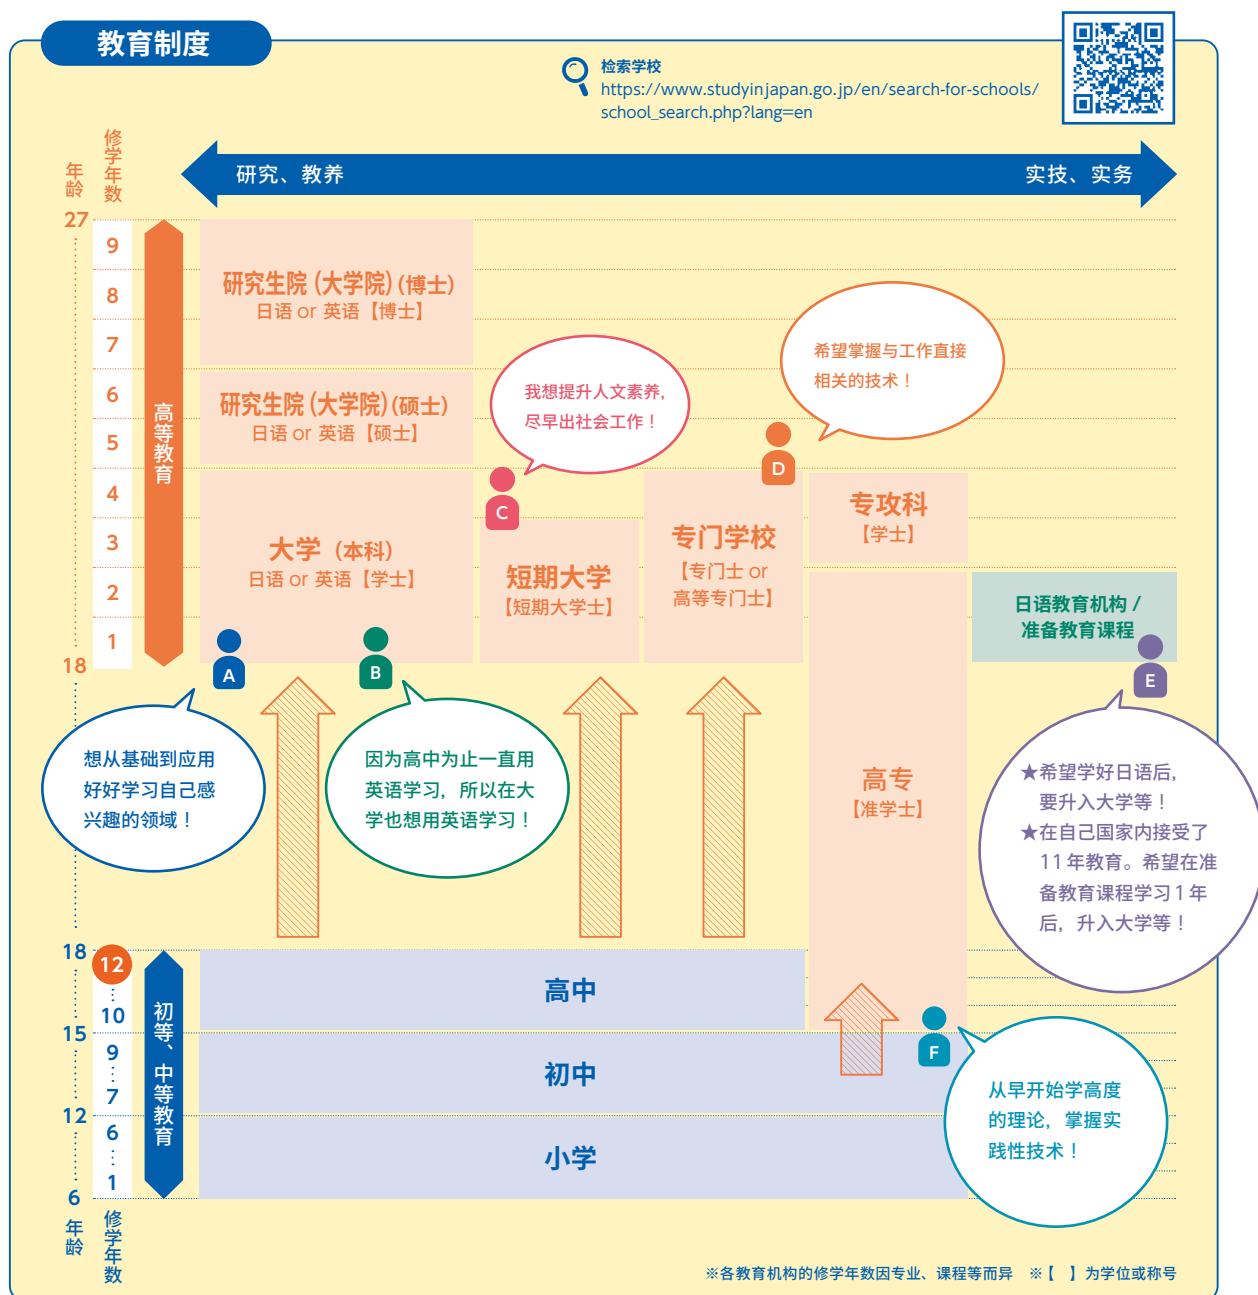 教育制度
检索学校
https://www.studyinjapan.go.jp/en/search-for-schools/
school_search.php?lang=en
年龄
修学年数
研究、教养
实技、实务
27
9
8
7
6
5
4
3
2
1
18
高等教育
研究生院（大学院）（博士）
日语 or 英语【博士】
研究生院（大学院）（硕士）
日语 or 英语【硕士】
大学（本科）
日语 or 英语【学士】
我想提升人文素养，
尽早出社会工作！
C
短期大学
【短期大学士】
希望掌握与工作直接
相关的技术！
D
专门学校
【专门士 or
高等专门士】
专攻科
【学士】
日语教育机构 /
准备教育课程
A
B
E
想从基础到应用
好好学习自己感
兴趣的领域！
因为高中为止一直用
英语学习，所以在大
学也想用英语学习！
高专
【准学士】
★希望学好日语后，
要升入大学等！
★在自己国家内接受了
11 年教育。希望在准
备教育课程学习 1 年
后，升入大学等！
18
12
10
15
9
7
12
6
1
6
年龄
修学年数
初等、中等教育
高中
初中
小学
F
从早开始学高度
的理论，掌握实
践性技术！
※各教育机构的修学年数因专业、课程等而异　※【　】为学位或称号